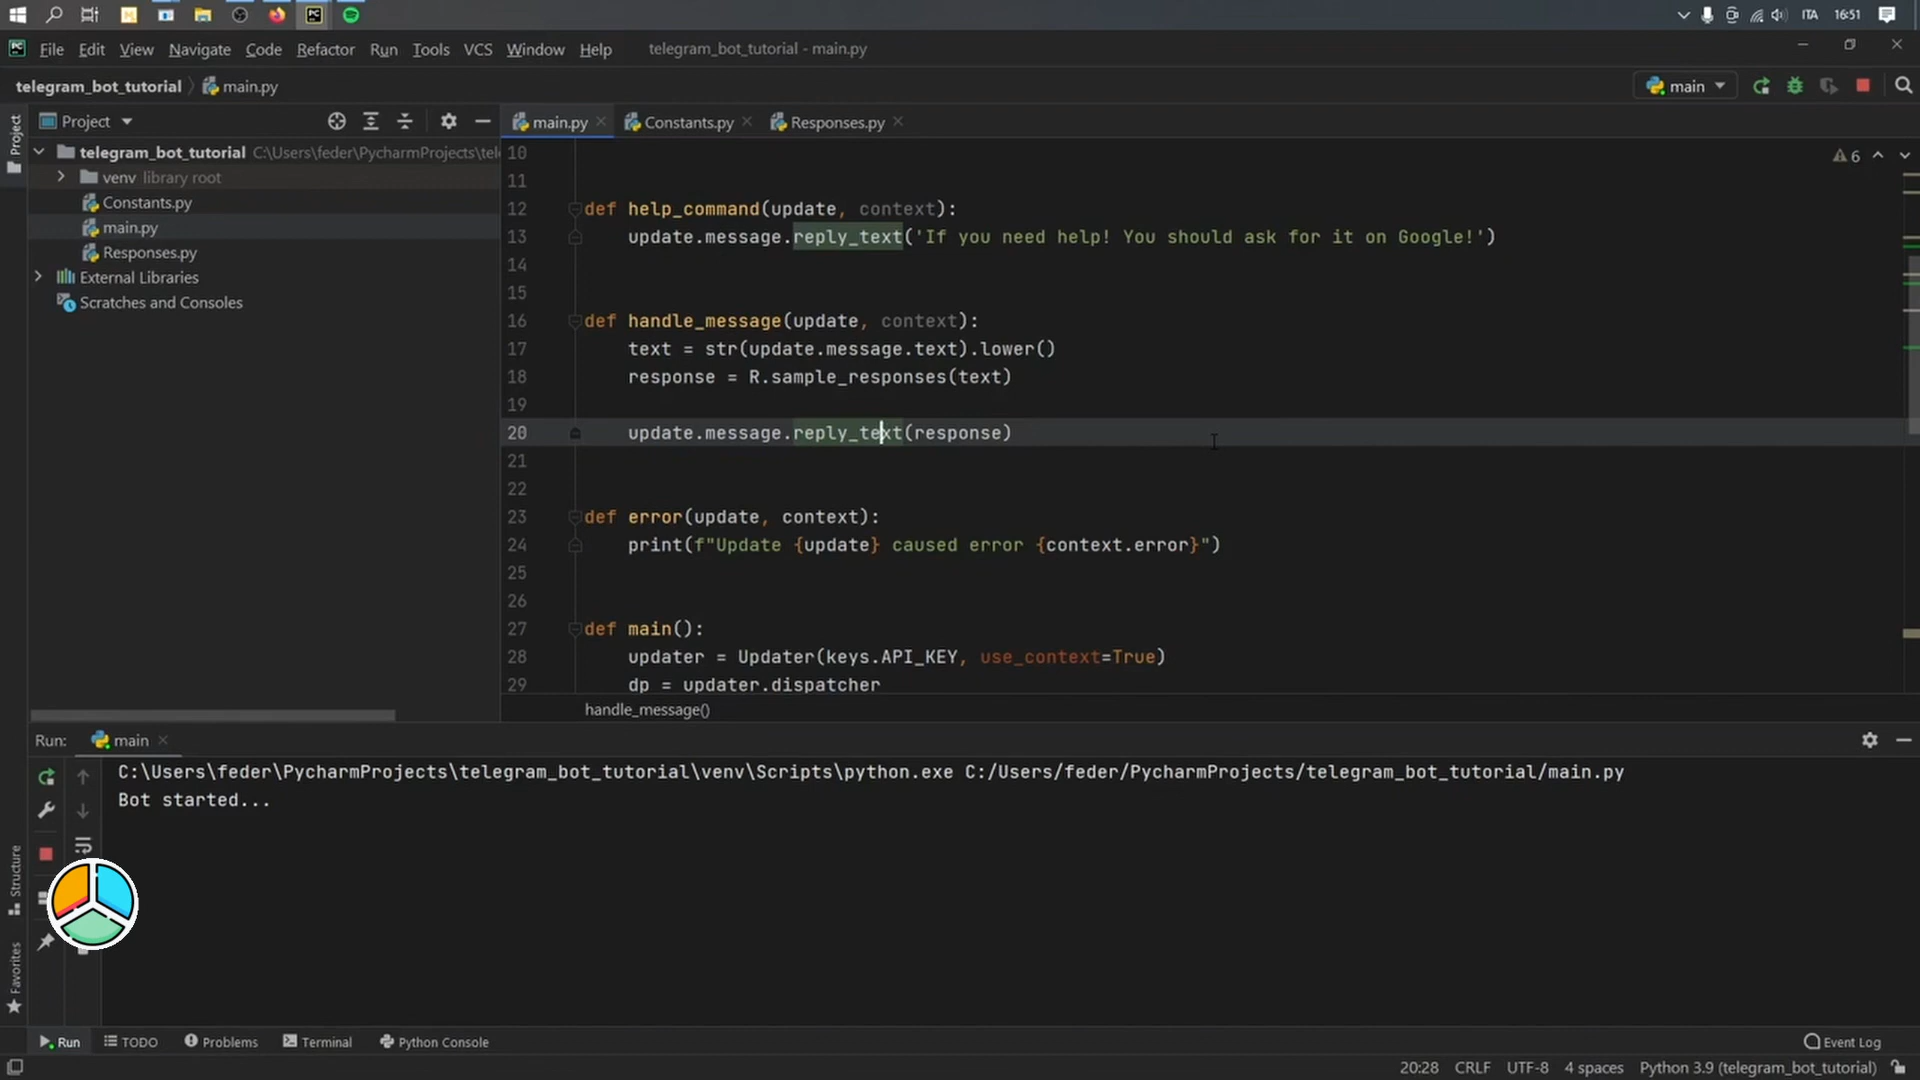 ITA 16:51
File Edit View Navigate Code Refactor Run Tools VCS Window Help telegram_bot_tutorial - main.py
telegram_bot_tutorial main.py main
Project
Project
main.py Constants.py Responses.py
telegram_bot_tutorial C:\Users\feder\PycharmProjects\tel
venv library root
Constants.py
main.py
Responses.py
External Libraries
Scratches and Consoles
6
10
11
12 def help_command(update, context):
13 update.message.reply_text('If you need help! You should ask for it on Google!')
14
15
16 def handle_message(update, context):
17 text = str(update.message.text).lower()
18 response = R.sample_responses(text)
19
20 update.message.reply_text(response)
21
22
23 def error(update, context):
24 print(f"Update {update} caused error {context.error}")
25
26
27 def main():
28 updater = Updater(keys.API_KEY, use_context=True)
29 dp = updater.dispatcher
handle_message()
Run: main
C:\Users\feder\PycharmProjects\telegram_bot_tutorial\venv\Scripts\python.exe C:/Users/feder/PycharmProjects/telegram_bot_tutorial/main.py
Bot started...
Structure
Favorites
Run TODO Problems Terminal Python Console Event Log
20:28 CRLF UTF-8 4 spaces Python 3.9 (telegram_bot_tutorial)